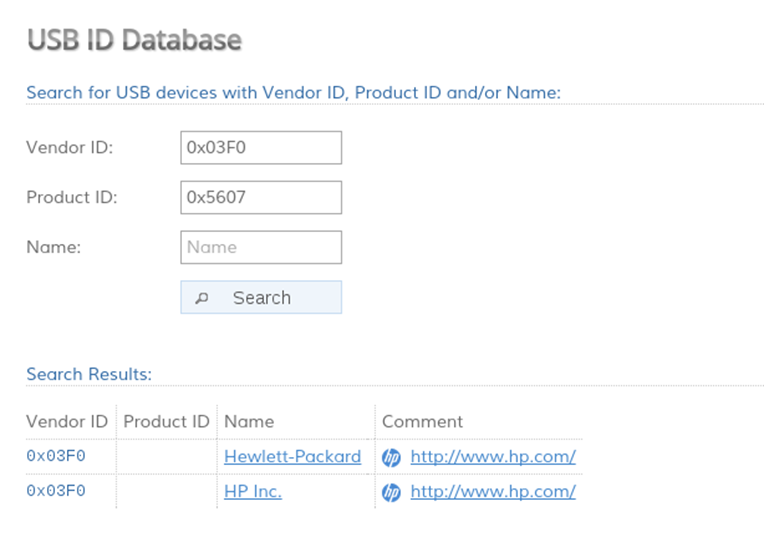 USB ID Database
Search for USB devices with Vendor ID, Product ID and/or Name:
Vendor ID: 0x03F0
Product ID: 0x5607
Name: Name
Search
Search Results:
Vendor ID Product ID Name Comment
0x03F0 Hewlett-Packard hp http://www.hp.com/
0x03F0 HP Inc. hp http://www.hp.com/